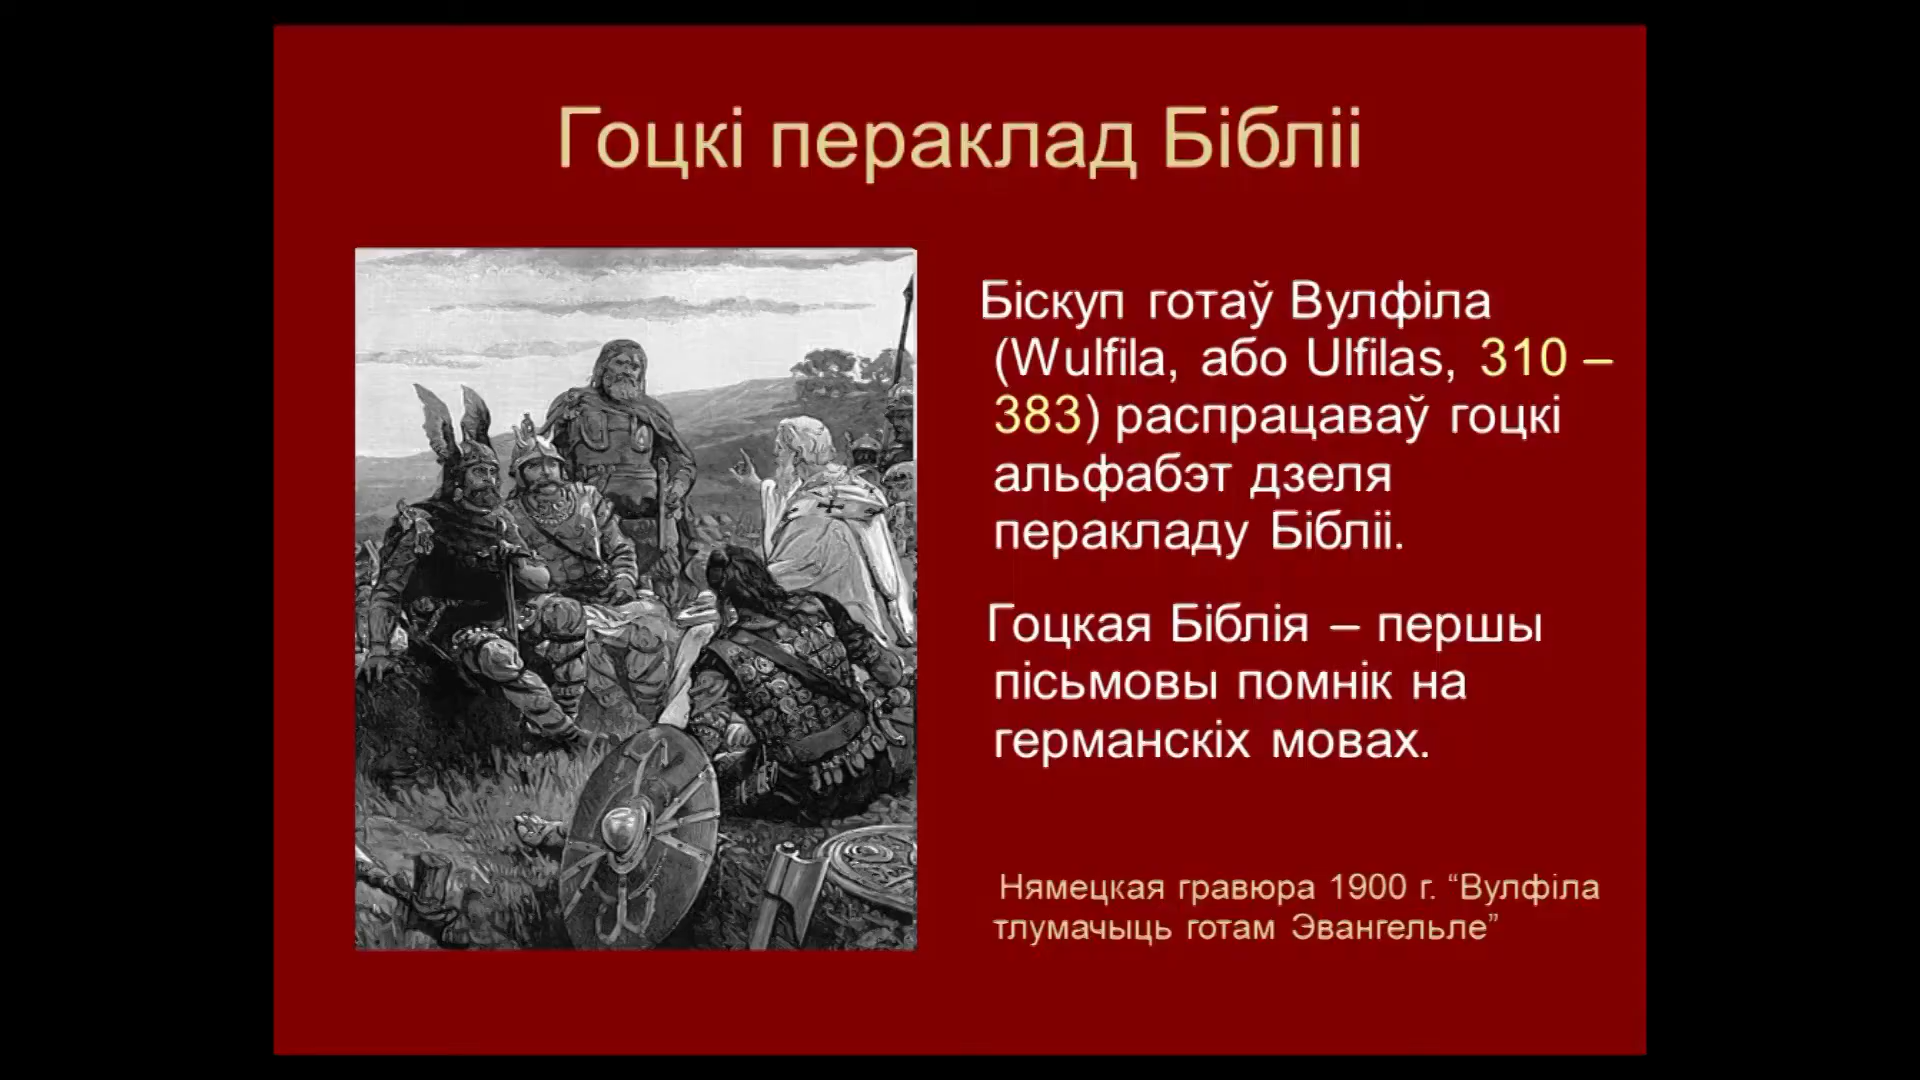 Гоцкі пераклад Бібліі
Біскуп готаў Вулфіла
(Wulfila, або Ulfilas, 310 –
383) распрацаваў гоцкі
альфабэт дзеля
перакладу Бібліі.
Гоцкая Біблія – першы
пісьмовы помнік на
германскіх мовах.
Нямецкая гравюра 1900 г. “Вулфіла
тлумачыць готам Эвангельле”